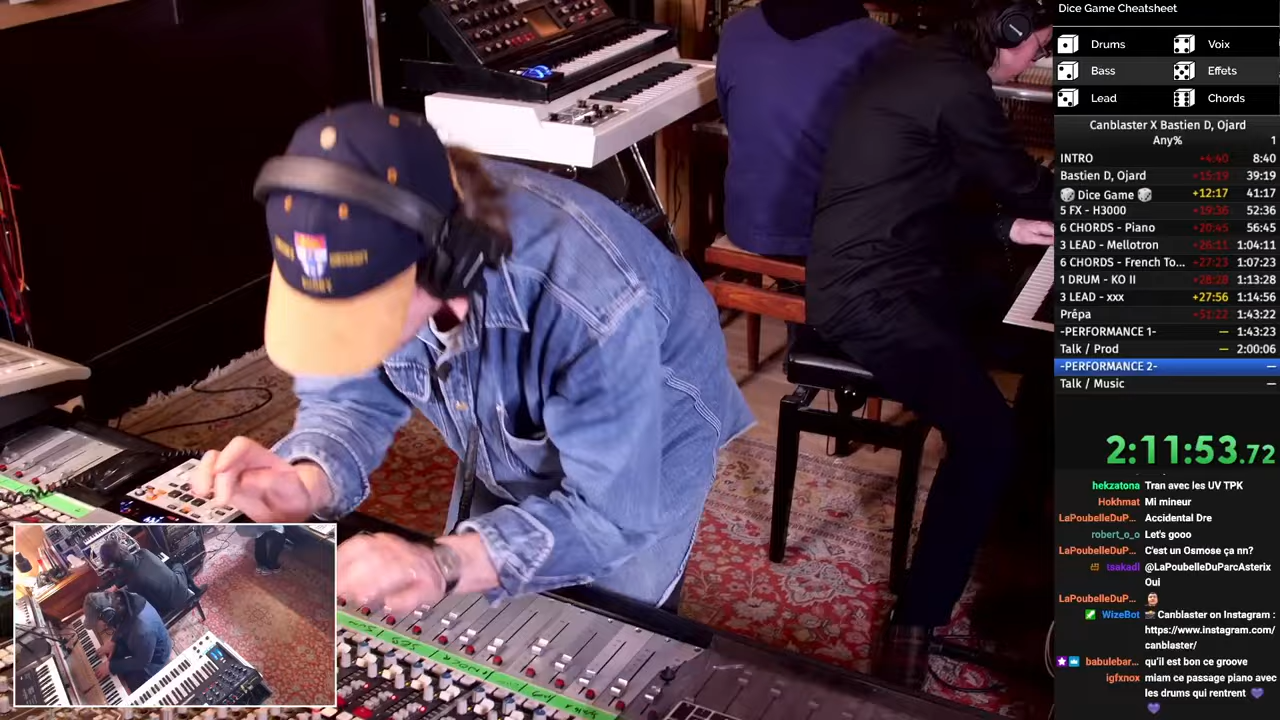 Dice Game Cheatsheet
Drums Voix
Bass Effets
Lead Chords
Canblaster X Bastien D, Ojard
Any% 1
INTRO +4:40 8:40
Bastien D, Ojard +15:19 39:19
Dice Game +12:17 41:17
5 FX - H3000 +19:36 52:36
6 CHORDS - Piano +20:45 56:45
3 LEAD - Mellotron +26:11 1:04:11
6 CHORDS - French To... +27:23 1:07:23
1 DRUM - KO II +28:28 1:13:28
3 LEAD - xxx +27:56 1:14:56
Prêpa +51:22 1:43:22
-PERFORMANCE 1- — 1:43:23
Talk / Prod — 2:00:06
-PERFORMANCE 2- —
Talk / Music —
2:11:53.72
hekzatona Tran avec les UV TPK
Hokhmat Mi mineur
LaPoubelleDuP... Accidental Dre
robert_o_o Let's gooo
LaPoubelleDuP... C'est un Osmose ça nn?
tsakadl @LaPoubelleDuParcAsterix
Oui
LaPoubelleDuP...
WizeBot Canblaster on Instagram :
https://www.instagram.com/
canblaster/
babulebar... qu'il est bon ce groove
igfxnox miam ce passage piano avec
les drums qui rentrent